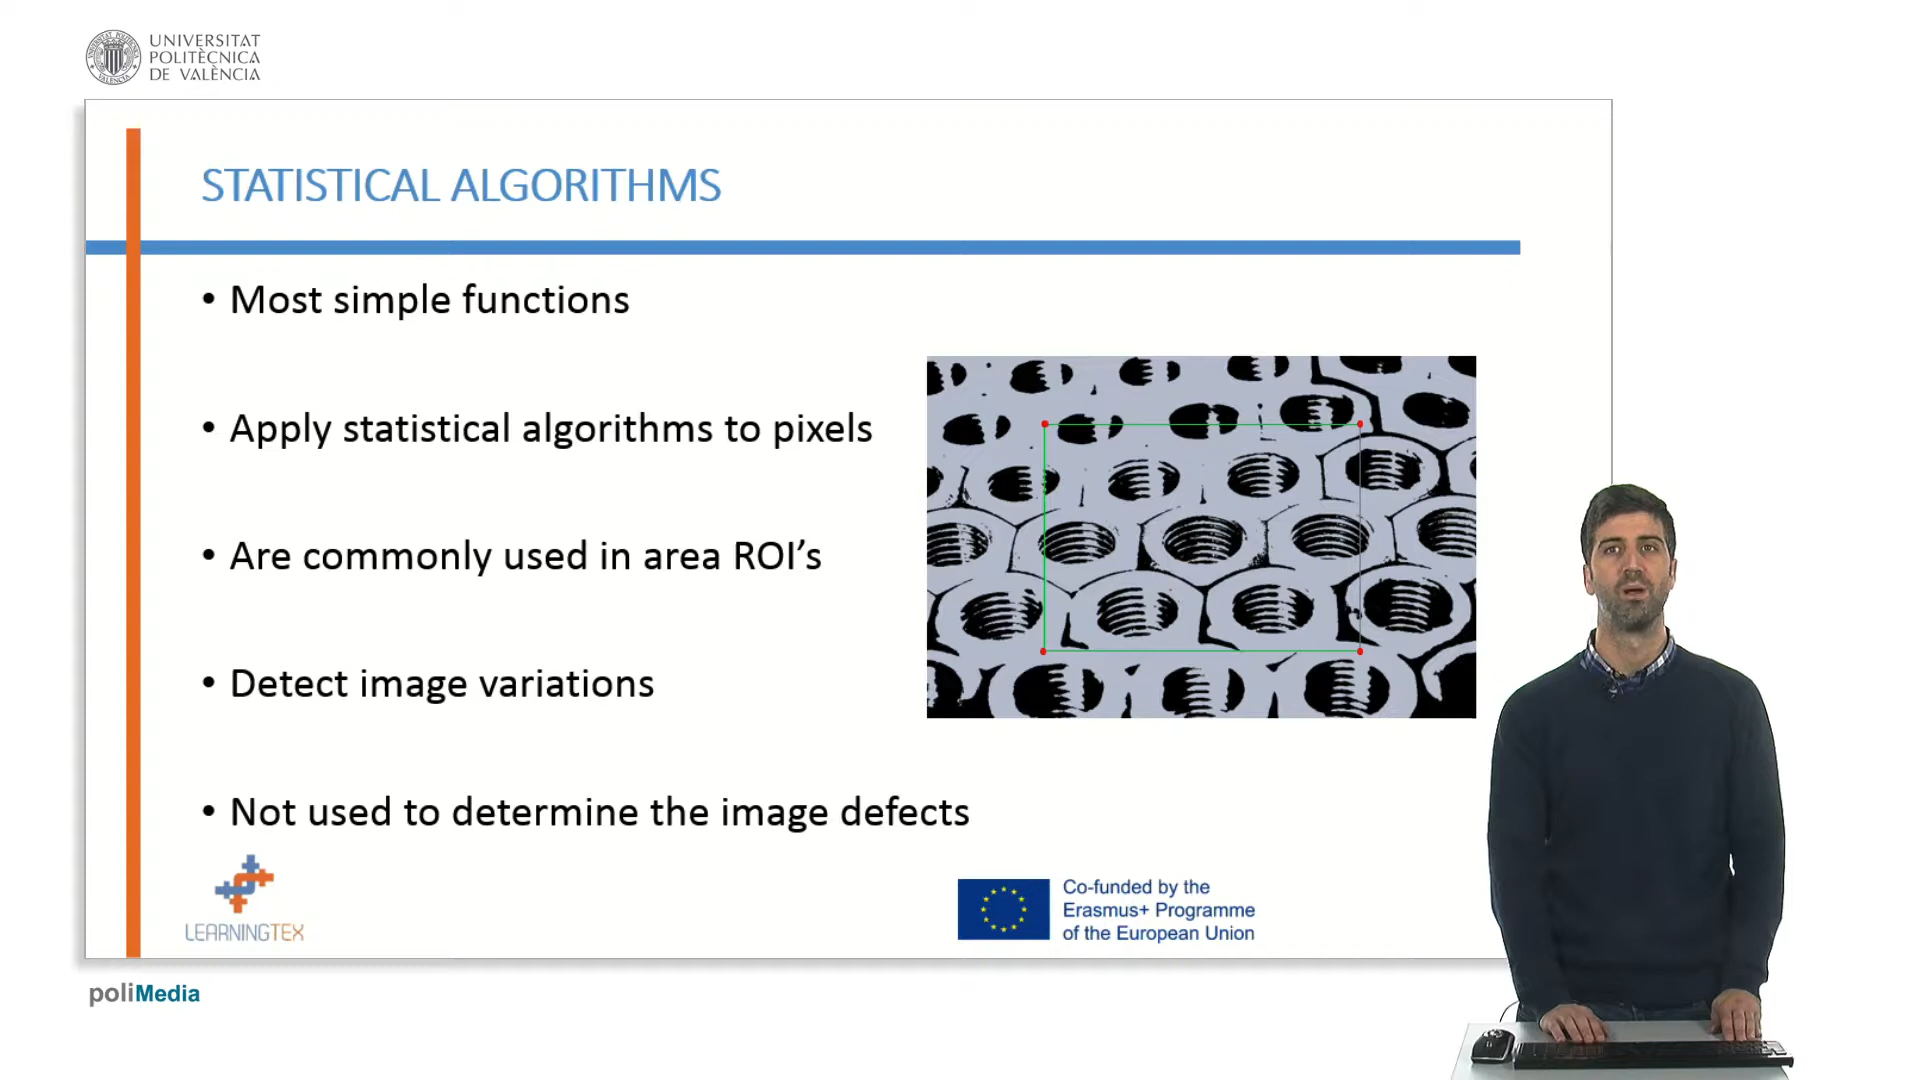 UNIVERSITAT
POLITÈCNICA
DE VALÈNCIA
STATISTICAL ALGORITHMS
• Most simple functions
• Apply statistical algorithms to pixels
• Are commonly used in area ROI’s
• Detect image variations
• Not used to determine the image defects
LEARNINGTEX
Co-funded by the
Erasmus+ Programme
of the European Union
poliMedia